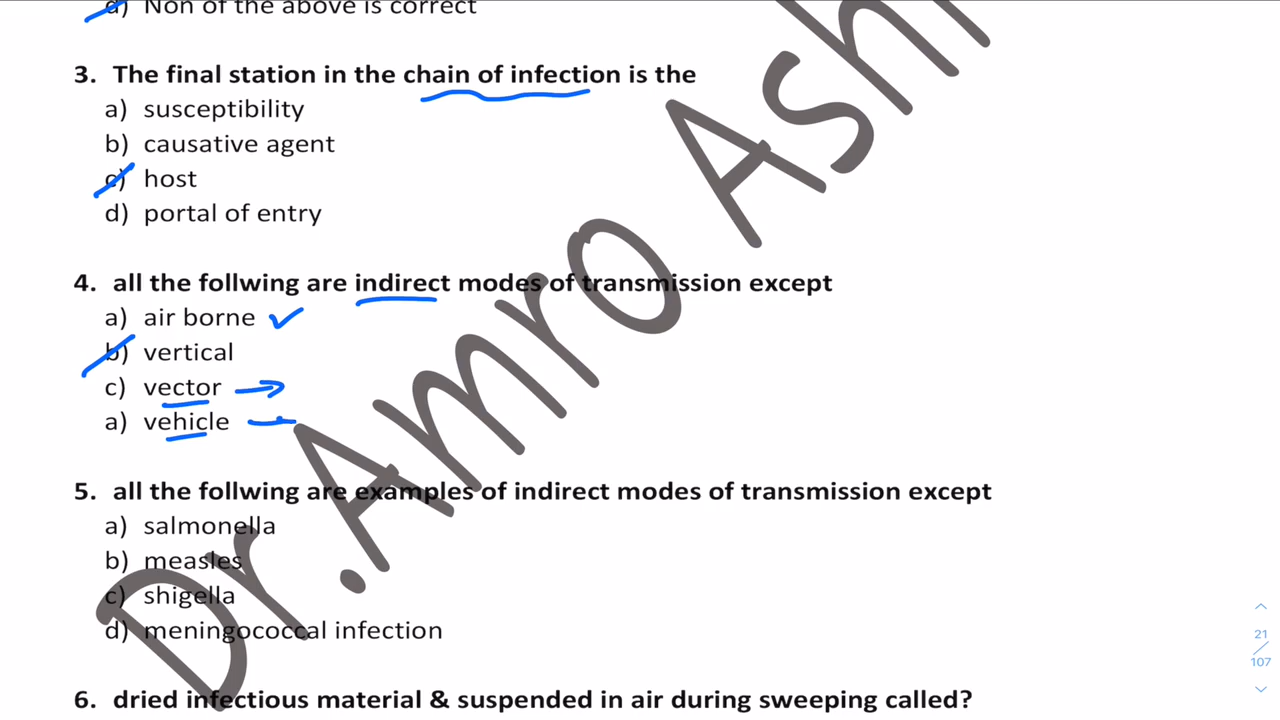 d) Non of the above is correct
3. The final station in the chain of infection is the
a) susceptibility
b) causative agent
c) host
d) portal of entry
4. all the follwing are indirect modes of transmission except
a) air borne
b) vertical
c) vector
a) vehicle
5. all the follwing are examples of indirect modes of transmission except
a) salmonella
b) measles
c) shigella
d) meningococcal infection
6. dried infectious material & suspended in air during sweeping called?
Dr.Amro Ash
21
107